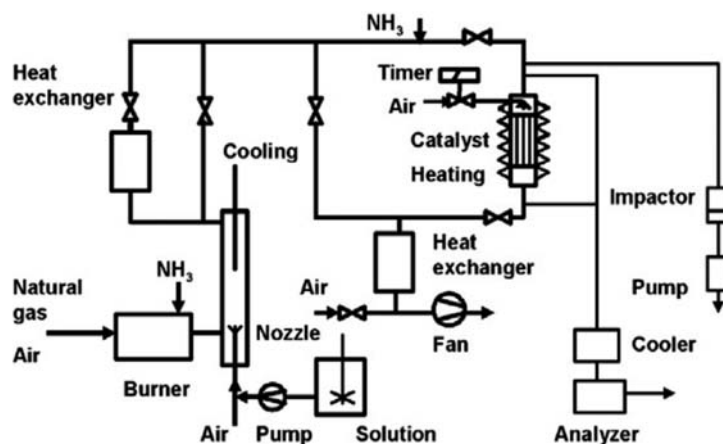 NH3
Heat
exchanger
Timer
Air
Cooling
Catalyst
Heating
Impactor
NH3
Heat
exchanger
Natural
gas
Air
Pump
Air
Nozzle
Fan
Cooler
Burner
Air
Pump
Solution
Analyzer